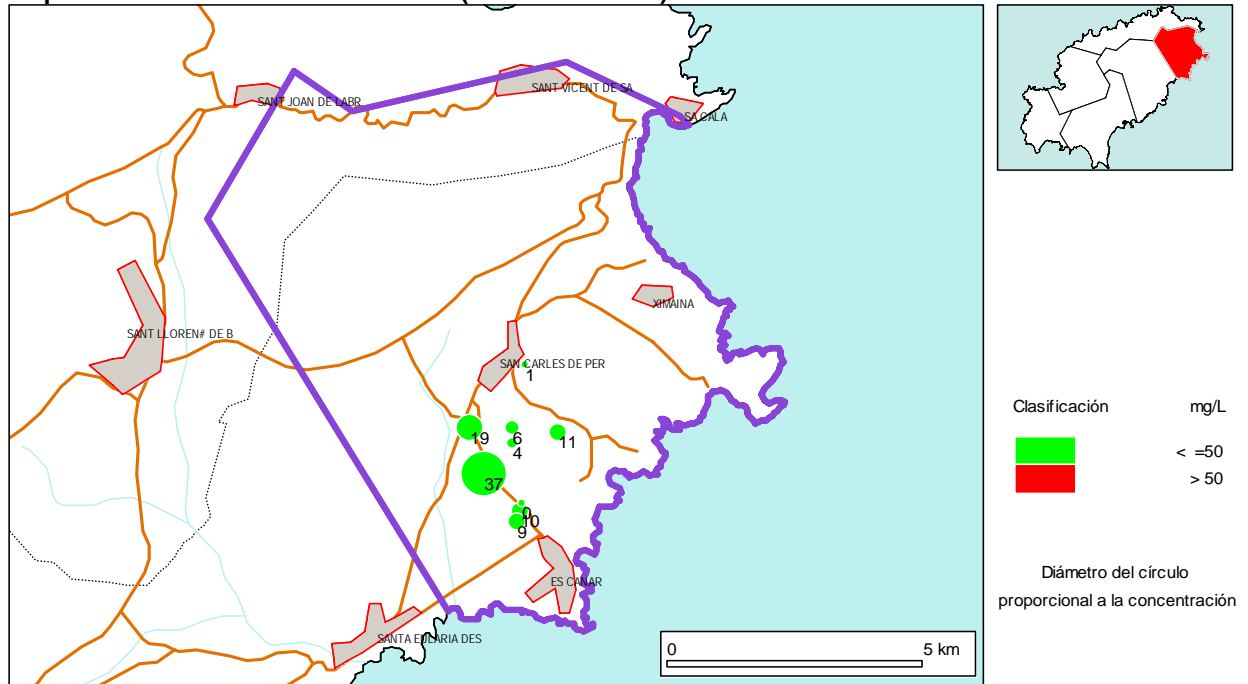 SANT JOAN DE LABR
SANT VICENT DE SA
SA CALA
XIMAINA
SANT LLOREN# DE B
SAN CARLES DE PER
1
19
6
4
11
37
0
10
9
ES CANAR
SANTA EULARIA DES
0 5 km
Clasificación mg/L
< =50
> 50
Diámetro del círculo
proporcional a la concentración